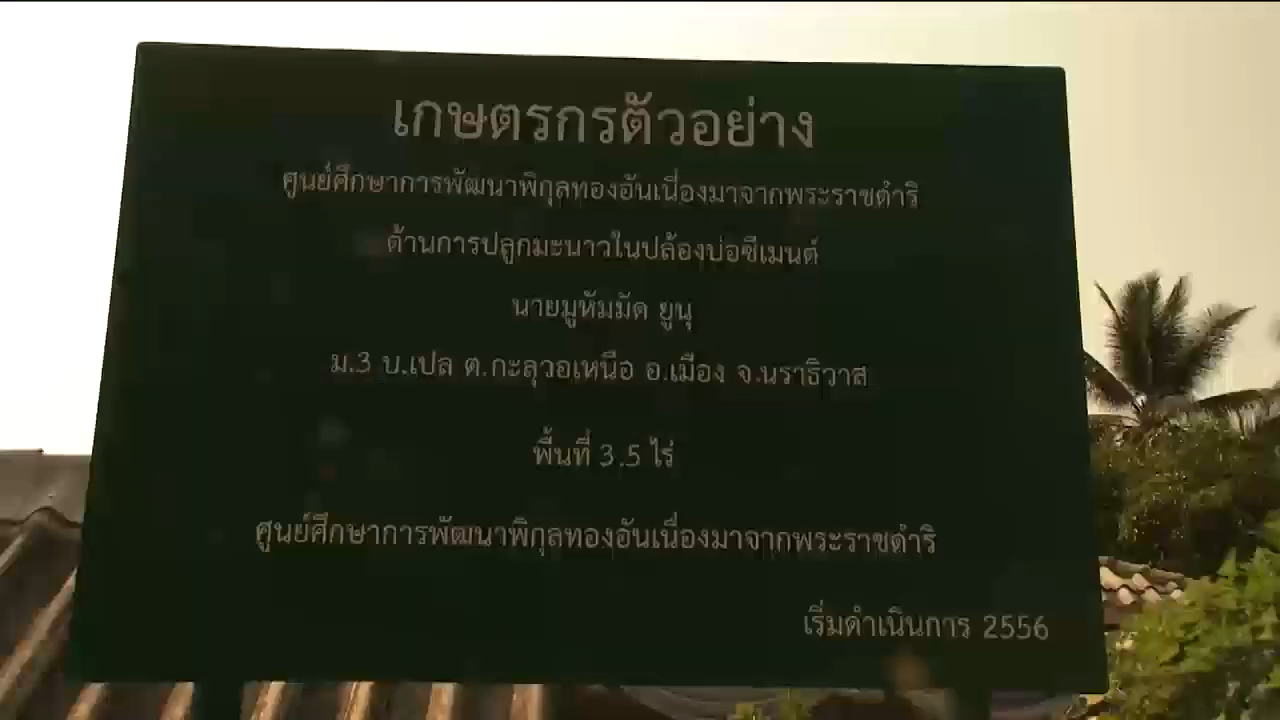 เกษตรกรตัวอย่าง
ศูนย์ศึกษาการพัฒนาพิกุลทองอันเนื่องมาจากพระราชดำริ
ด้านการปลูกมะนาวในปล้องบ่อซีเมนต์
นายมูหัมมัด ยูนุ
ม.3 บ.เปล ต.กะลุวอเหนือ อ.เมือง จ.นราธิวาส
พื้นที่ 3.5 ไร่
ศูนย์ศึกษาการพัฒนาพิกุลทองอันเนื่องมาจากพระราชดำริ
เริ่มดำเนินการ 2556